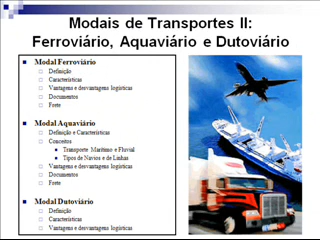 Modais de Transportes II:
Ferroviário, Aquaviário e Dutoviário
Modal Ferroviário
Definição
Características
Vantagens e desvantagens logísticas
Documentos
Frete
Modal Aquaviário
Definição e Características
Conceitos
Transporte Marítimo e Fluvial
Tipos de Navios e de Linhas
Vantagens e desvantagens logísticas
Documentos
Frete
Modal Dutoviário
Definição
Características
Vantagens e desvantagens logísticas